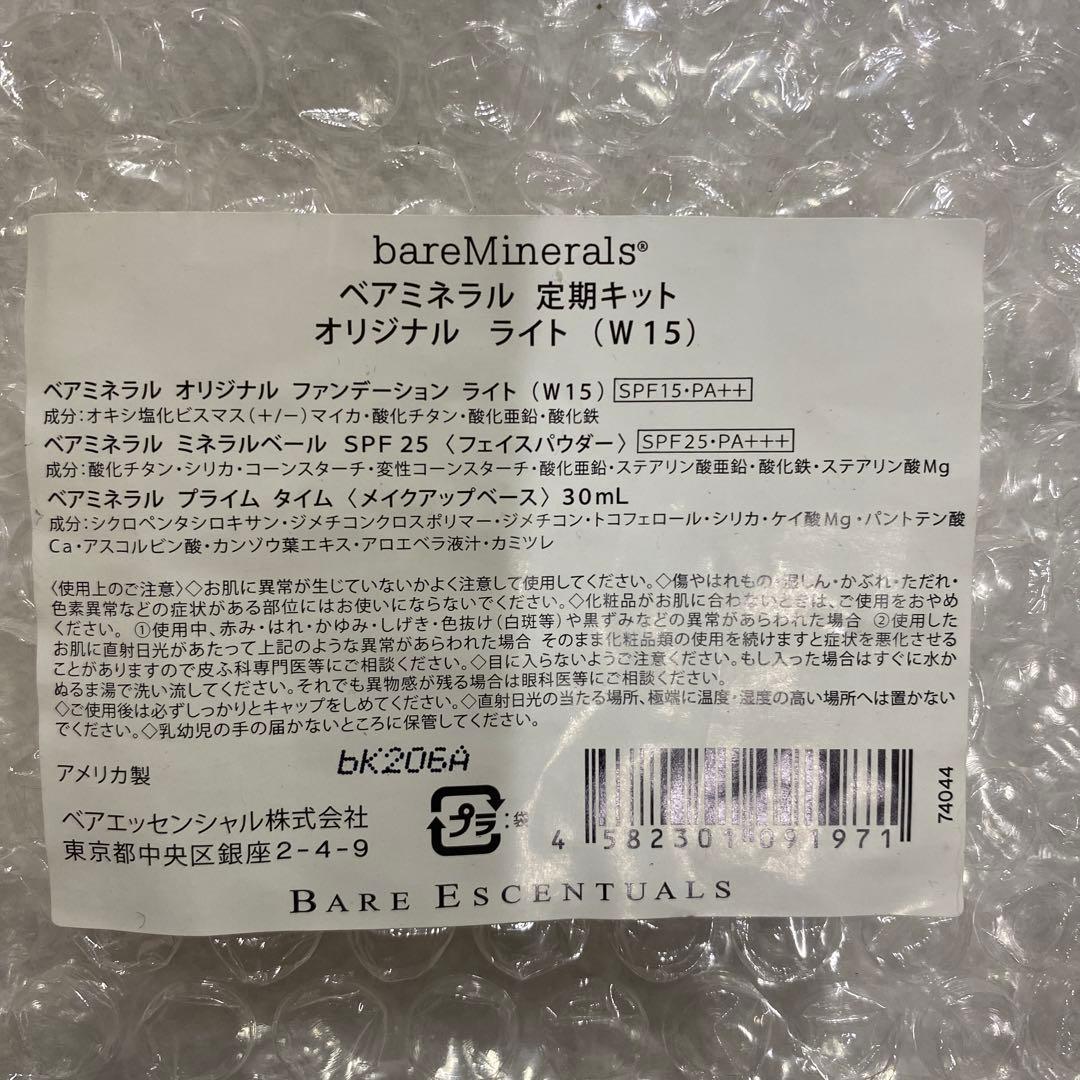 bareMinerals®
ベアミネラル 定期キット
オリジナル ライト (W15)
ベアミネラル オリジナル ファンデーション ライト (W15) SPF15・PA++
成分:オキシ塩化ビスマス(+/−)マイカ・酸化チタン・酸化亜鉛・酸化鉄
ベアミネラル ミネラルベール SPF 25 〈フェイスパウダー〉 SPF25・PA+++
成分:酸化チタン・シリカ・コーンスターチ・変性コーンスターチ・酸化亜鉛・ステアリン酸亜鉛・酸化鉄・ステアリン酸Mg
ベアミネラル プライム タイム 〈メイクアップベース〉 30mL
成分:シクロペンタシロキサン・ジメチコンクロスポリマー・ジメチコン・トコフェロール・シリカ・ケイ酸Mg・パントテン酸
Ca・アスコルビン酸・カンゾウ葉エキス・アロエベラ液汁・カミツレ
〈使用上のご注意〉◇お肌に異常が生じていないかよく注意して使用してください。◇傷やはれもの・湿しん・かぶれ・ただれ・
色素異常などの症状がある部位にはお使いにならないでください。◇化粧品がお肌に合わないときは、ご使用をおやめ
ください。 ①使用中、赤み・はれ・かゆみ・しげき・色抜け(白斑等)や黒ずみなどの異常があらわれた場合 ②使用した
お肌に直射日光があたって上記のような異常があらわれた場合 そのまま化粧品類の使用を続けますと症状を悪化させる
ことがありますので皮ふ科専門医等にご相談ください。◇目に入らないようご注意ください。もし入った場合はすぐに水か
ぬるま湯で洗い流してください。それでも異物感が残る場合は眼科医等にご相談ください。
◇ご使用後は必ずしっかりとキャップをしめてください。◇直射日光の当たる場所、極端に温度・湿度の高い場所へは置かない
でください。◇乳幼児の手の届かないところに保管してください。
アメリカ製
bK206A
ベアエッセンシャル株式会社
東京都中央区銀座2-4-9
プラ
:袋
4 582301 091971
74044
BARE ESCENTUALS